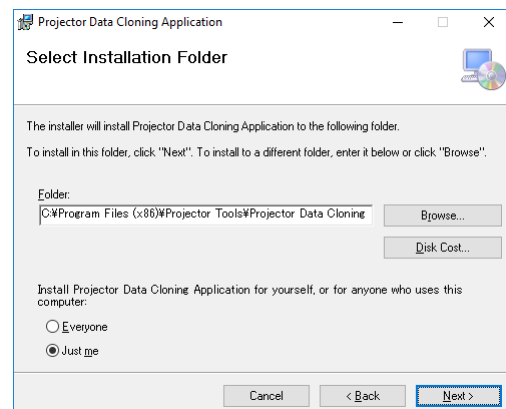 Projector Data Cloning Application
Select Installation Folder
The installer will install Projector Data Cloning Application to the following folder.
To install in this folder, click "Next". To install to a different folder, enter it below or click "Browse".
Folder:
C:¥Program Files (x86)¥Projector Tools¥Projector Data Cloning
Browse...
Disk Cost...
Install Projector Data Cloning Application for yourself, or for anyone who uses this
computer:
Everyone
Just me
Cancel
< Back
Next >